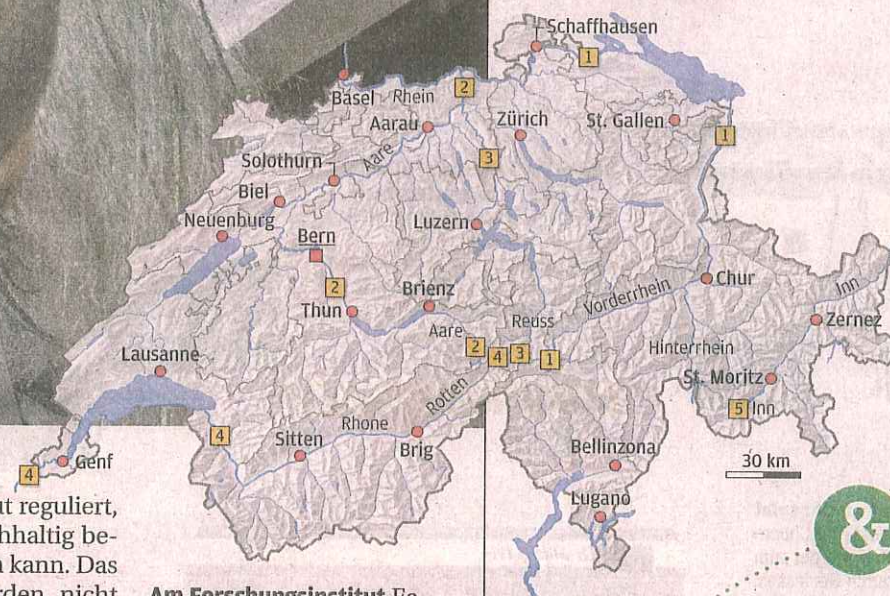 Schaffhausen
1
Basel
Rhein
2
Aarau
Zürich
St. Gallen
1
Aare
3
Solothurn
Biel
Neuenburg
Luzern
Bern
2
Chur
Thun
Brienz
Vorderrhein
Inn
Aare
Reuss
Zernez
2
4
3
1
Hinterrhein
Lausanne
Rotten
St. Moritz
5
Inn
4
Rhone
Sitten
Brig
Bellinzona
30 km
4
Genf
Lugano
ut reguliert,
hhaltig be-
n kann. Das
rden nicht
Am Forschungsinstitut Fo-
&